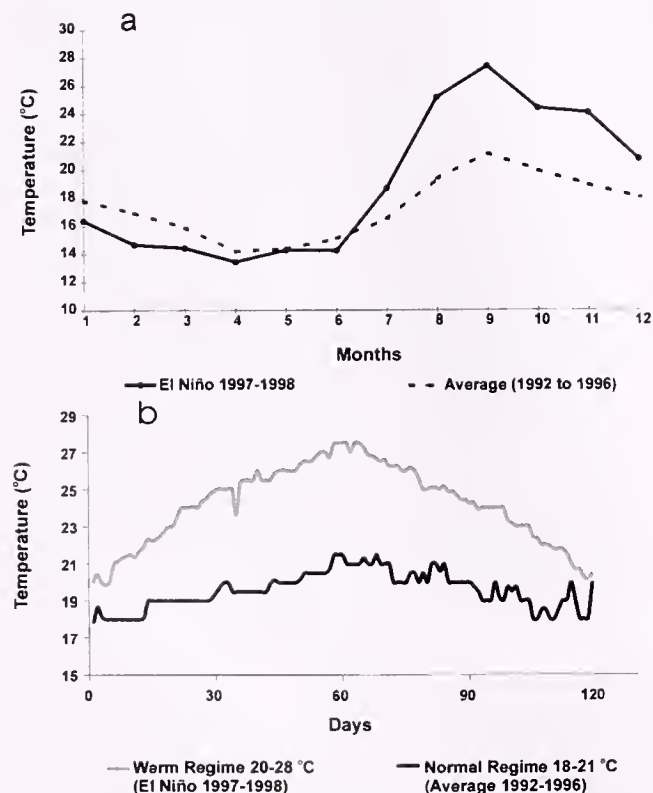 a
Temperature (°C)
30
28
26
24
22
20
18
16
14
12
10
1 2 3 4 5 6 7 8 9 10 11 12
Months
El Niño 1997-1998 Average (1992 to 1996)
b
Temperature (°C)
29
27
25
23
21
19
17
15
0 30 60 90 120
Days
Warm Regime 20-28 °C Normal Regime 18-21 °C
(El Niño 1997-1998) (Average 1992-1996)